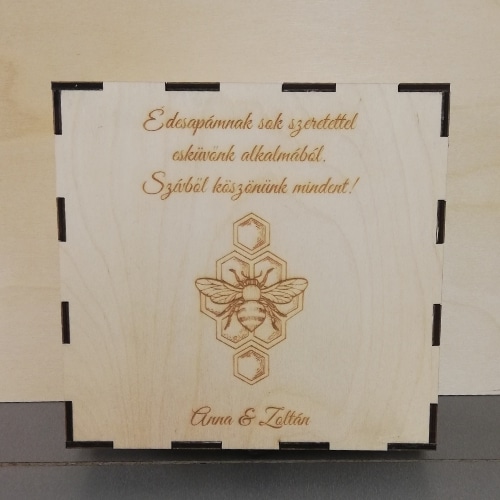 Édesapámnak sok szeretettel
esküvőnk alkalmából.
Szívből köszönünk mindent!
Anna & Zoltán